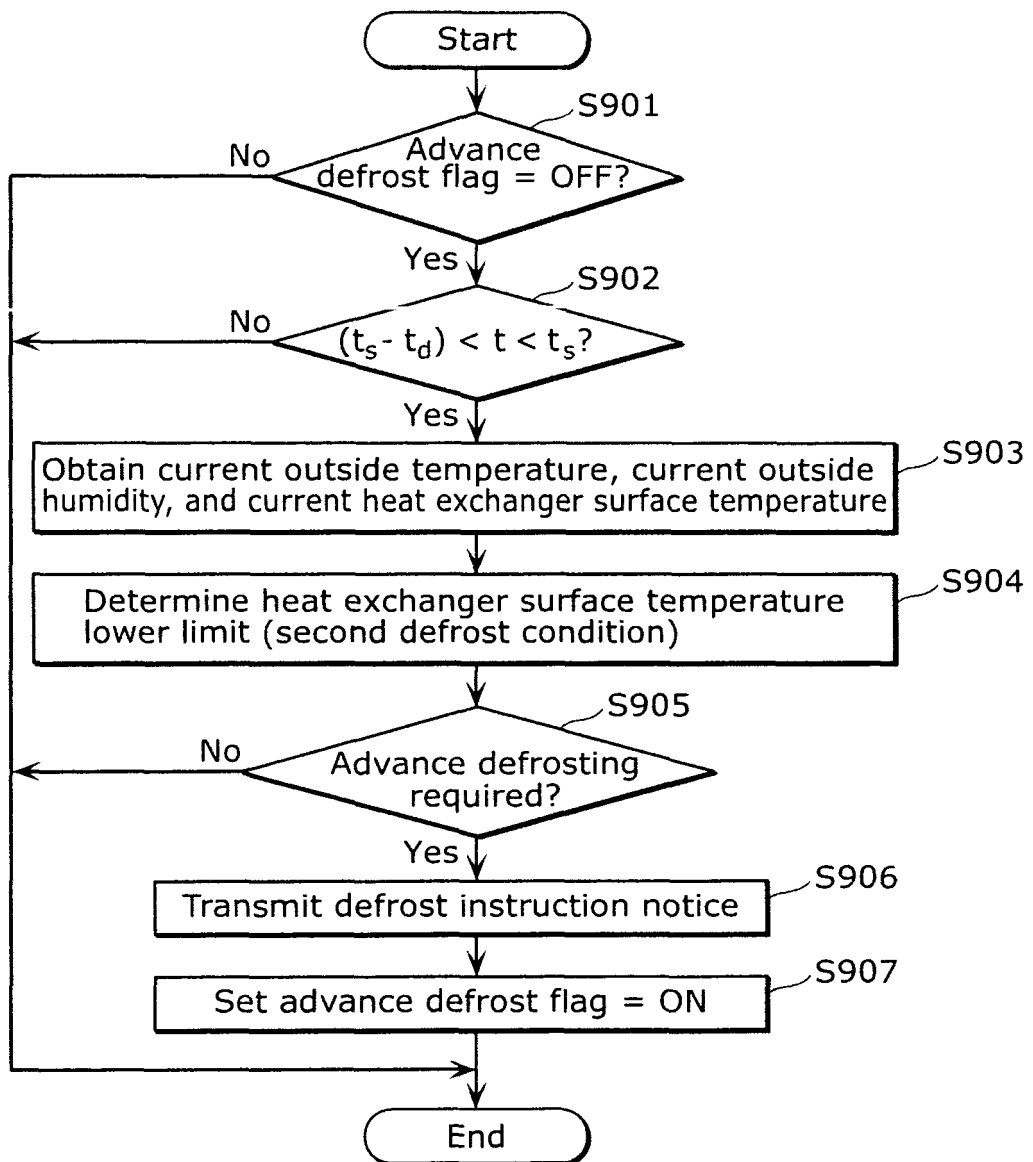 Start
S901
Advance
defrost flag = OFF?
No
Yes
S902
(ts - td) < t < ts?
No
Yes
S903
Obtain current outside temperature, current outside
humidity, and current heat exchanger surface temperature
S904
Determine heat exchanger surface temperature
lower limit (second defrost condition)
S905
No
Advance defrosting
required?
Yes
S906
Transmit defrost instruction notice
S907
Set advance defrost flag = ON
End